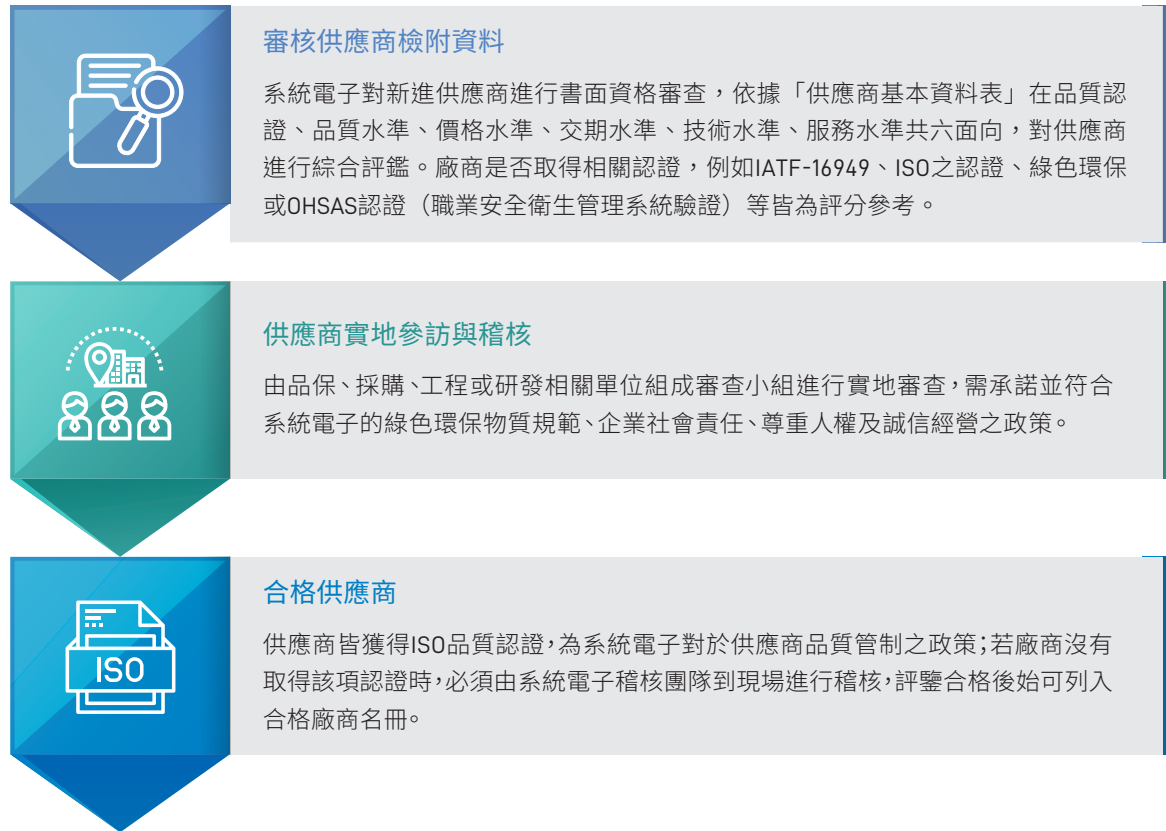 審核供應商檢附資料
系統電子對新進供應商進行書面資格審查，依據「供應商基本資料表」在品質認
證、品質水準、價格水準、交期水準、技術水準、服務水準共六面向，對供應商
進行綜合評鑑。廠商是否取得相關認證，例如IATF-16949、ISO之認證、綠色環保
或OHSAS認證（職業安全衛生管理系統驗證）等皆為評分參考。
供應商實地參訪與稽核
由品保、採購、工程或研發相關單位組成審查小組進行實地審查，需承諾並符合
系統電子的綠色環保物質規範、企業社會責任、尊重人權及誠信經營之政策。
ISO
合格供應商
供應商皆獲得ISO品質認證，為系統電子對於供應商品質管制之政策；若廠商沒有
取得該項認證時，必須由系統電子稽核團隊到現場進行稽核，評鑒合格後始可列入
合格廠商名冊。